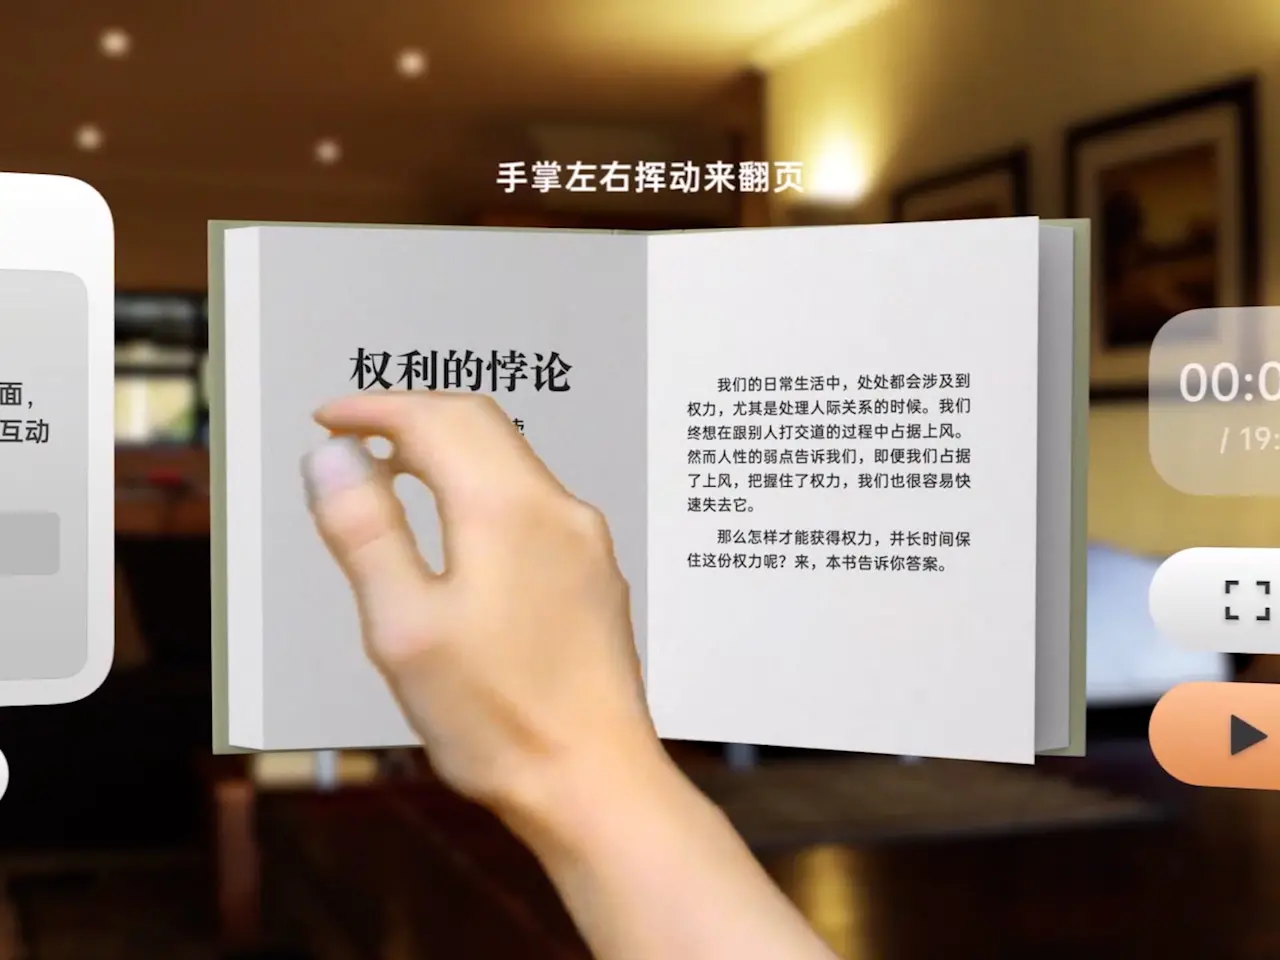 手掌左右挥动来翻页
面，
互动
权利的悖论
我们的日常生活中，处处都会涉及到
权力，尤其是处理人际关系的时候。我们
终想在跟别人打交道的过程中占据上风。
然而人性的弱点告诉我们，即便我们占据
了上风，把握住了权力，我们也很容易快
速失去它。
那么怎样才能获得权力，并长时间保
住这份权力呢？来，本书告诉你答案。
00:0
/ 19: